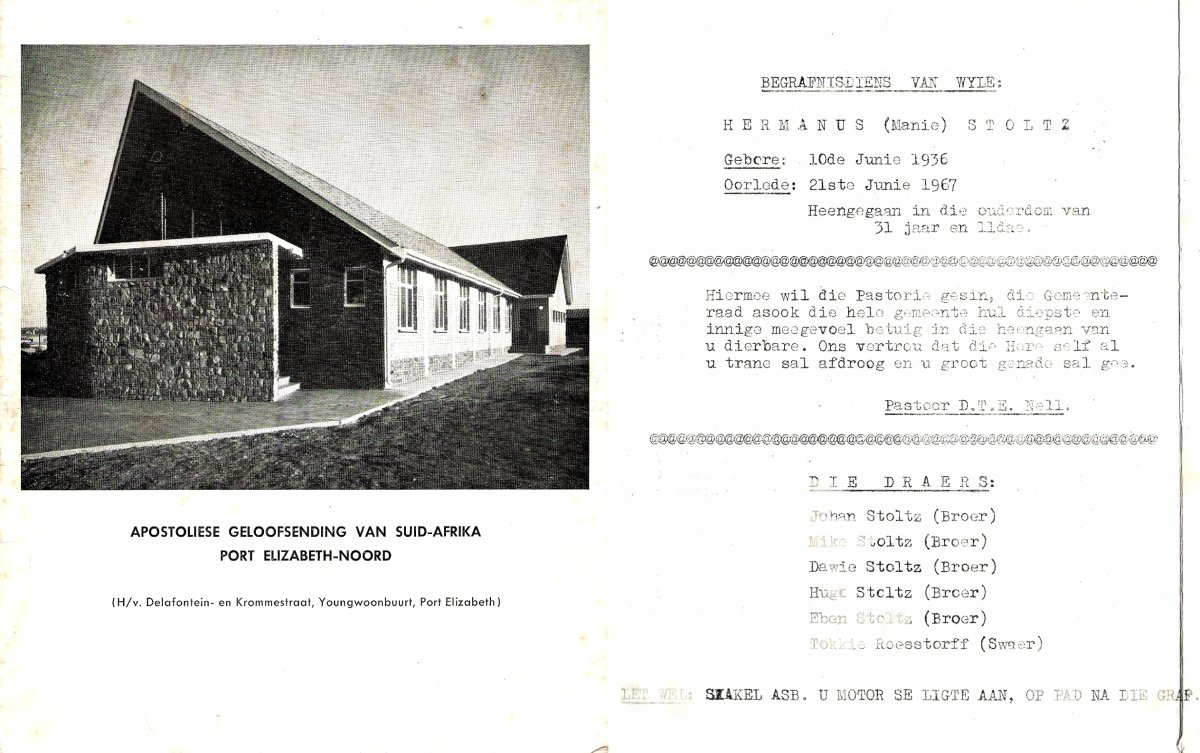 APOSTOLIESE GELOOFSENDING VAN SUID-AFRIKA
PORT ELIZABETH-NOORD
(H/v. Delafontein- en Krommestraat, Youngwoonbuurt, Port Elizabeth)
BEGRAFNISDIENS VAN WYLE:
HERMANUS (Manie) STOLTZ
Gebore: 10de Junie 1936
Oorlede: 21ste Junie 1967
Heengegaan in die ouderdom van
31 jaar en 11dae.
Hiermee wil die Pastorie gesin, die Gemeente-
raad asook die hele gemeente hul diepste en
innige meegevoel betuig in die heengaan van
u dierbare. Ons vertrou dat die Here self al
u trane sal afdroog en u groot genade sal gee.
Pastoor D.T.E. Nell.
DIE DRAERS:
Johan Stoltz (Broer)
Mike Stoltz (Broer)
Dawie Stoltz (Broer)
Hugo Stoltz (Broer)
Eben Stoltz (Broer)
Tokkie Roesstorff (Swaer)
LET WEL: SKAKEL ASB. U MOTOR SE LIGTE AAN, OP PAD NA DIE GRAF.